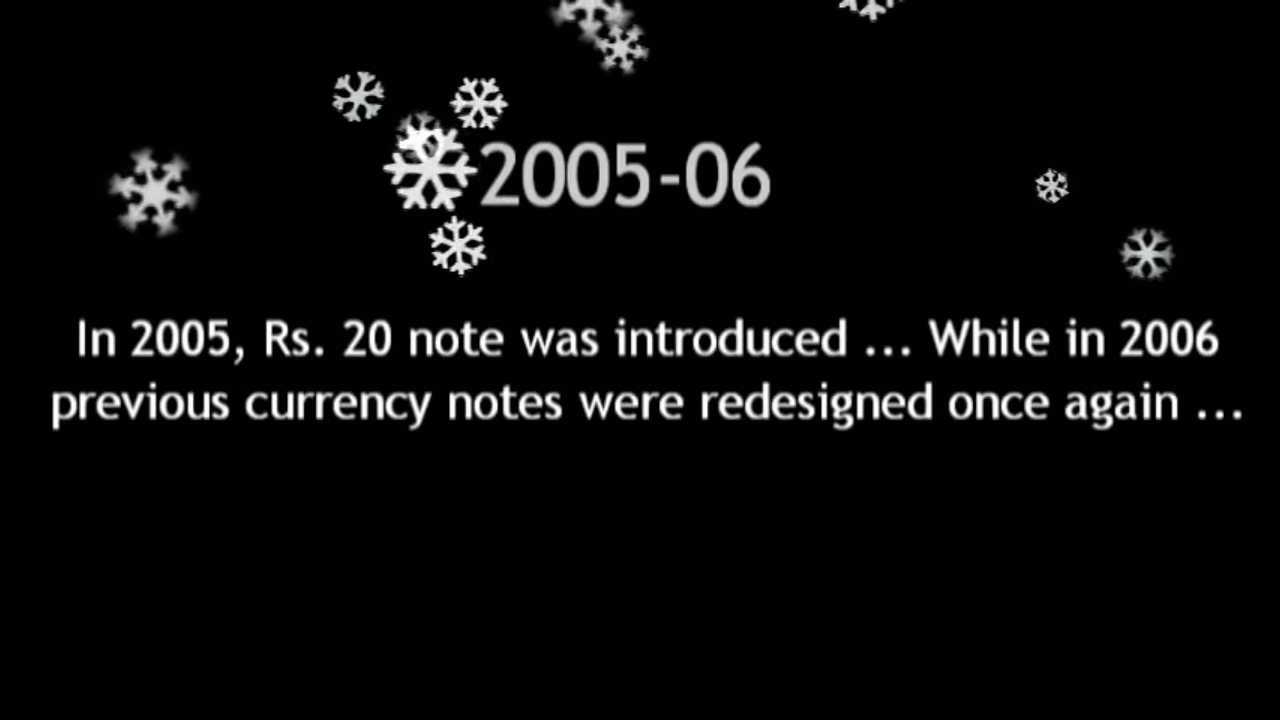 2005-06
In 2005, Rs. 20 note was introduced ... While in 2006
previous currency notes were redesigned once again ...